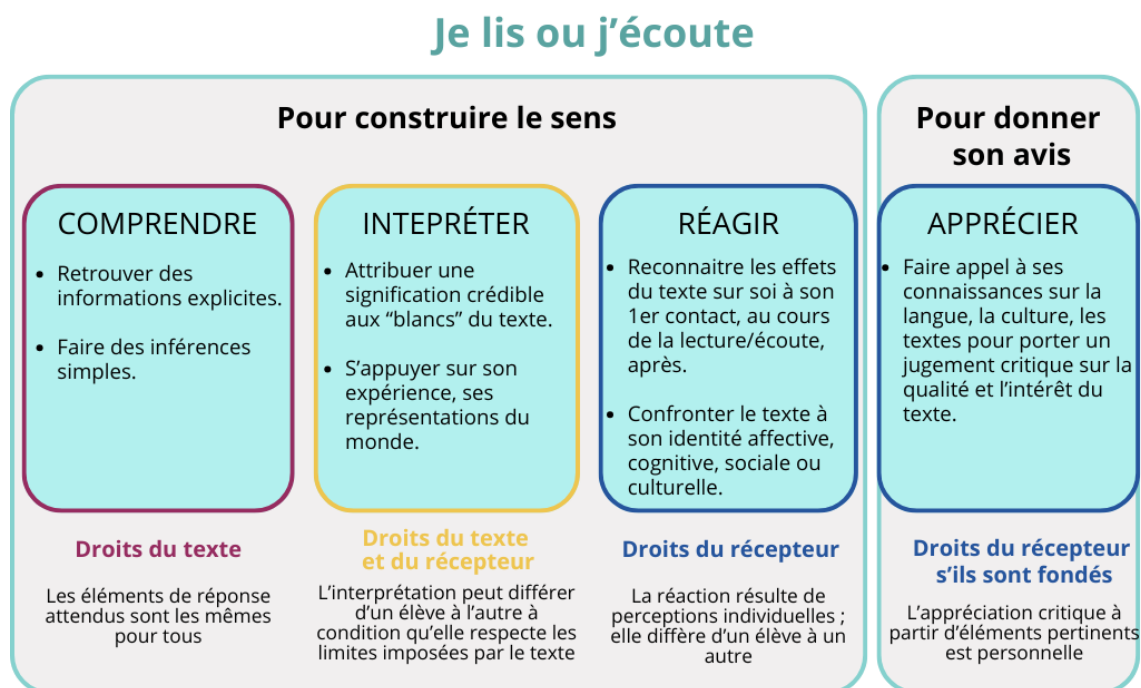 Je lis ou j’écoute
Pour construire le sens
COMPRENDRE
• Retrouver des
informations explicites.
• Faire des inférences
simples.
Droits du texte
Les éléments de réponse
attendus sont les mêmes
pour tous
INTEPRÉTER
• Attribuer une
signification crédible
aux “blancs” du texte.
• S’appuyer sur son
expérience, ses
représentations du
monde.
Droits du texte
et du récepteur
L’interprétation peut différer
d’un élève à l’autre à
condition qu’elle respecte les
limites imposées par le texte
RÉAGIR
• Reconnaitre les effets
du texte sur soi à son
1er contact, au cours
de la lecture/écoute,
après.
• Confronter le texte à
son identité affective,
cognitive, sociale ou
culturelle.
Droits du récepteur
La réaction résulte de
perceptions individuelles ;
elle diffère d’un élève à un
autre
Pour donner
son avis
APPRÉCIER
• Faire appel à ses
connaissances sur la
langue, la culture, les
textes pour porter un
jugement critique sur la
qualité et l’intérêt du
texte.
Droits du récepteur
s’ils sont fondés
L’appréciation critique à
partir d’éléments pertinents
est personnelle